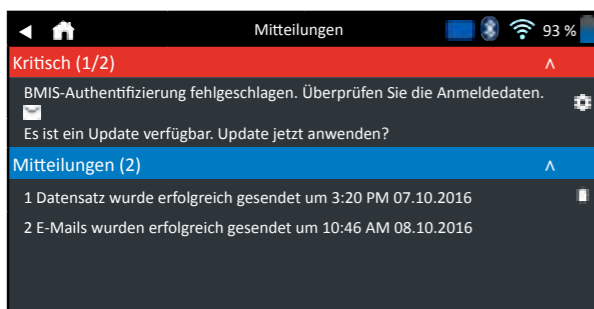 Mitteilungen 93 %
Kritisch (1/2)
BMIS-Authentifizierung fehlgeschlagen. Überprüfen Sie die Anmeldedaten.
Es ist ein Update verfügbar. Update jetzt anwenden?
Mitteilungen (2)
1 Datensatz wurde erfolgreich gesendet um 3:20 PM 07.10.2016
2 E-Mails wurden erfolgreich gesendet um 10:46 AM 08.10.2016